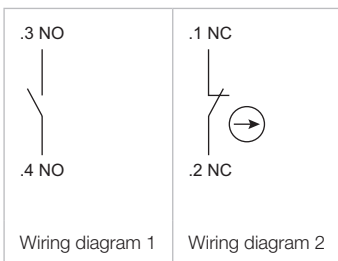 .3 NO
.4 NO
Wiring diagram 1
.1 NC
.2 NC
Wiring diagram 2